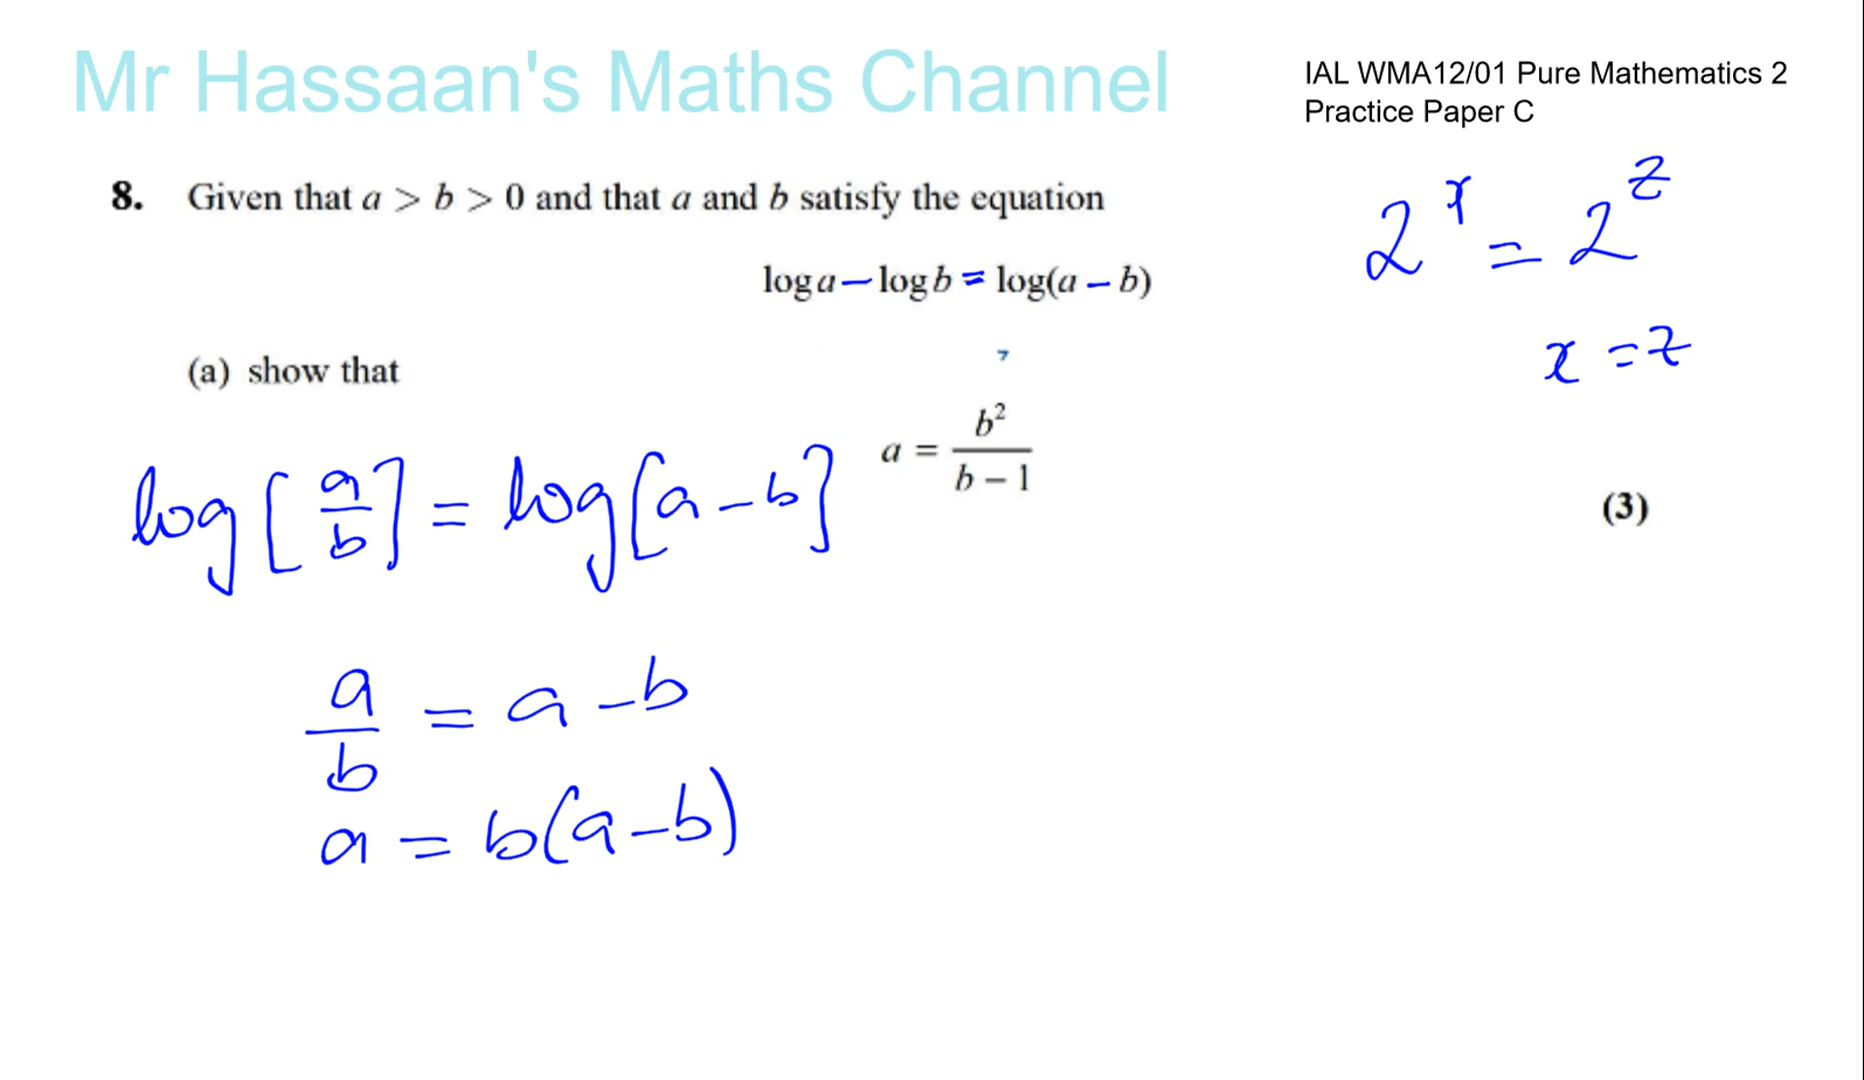 Mr Hassaan's Maths Channel
IAL WMA12/01 Pure Mathematics 2
Practice Paper C
8. Given that a > b > 0 and that a and b satisfy the equation
log a – log b = log(a – b)
(a) show that
a = b²/(b – 1)
(3)
2^x = 2^z
x = z
log[a/b] = log[a – b]
a/b = a – b
a = b(a – b)